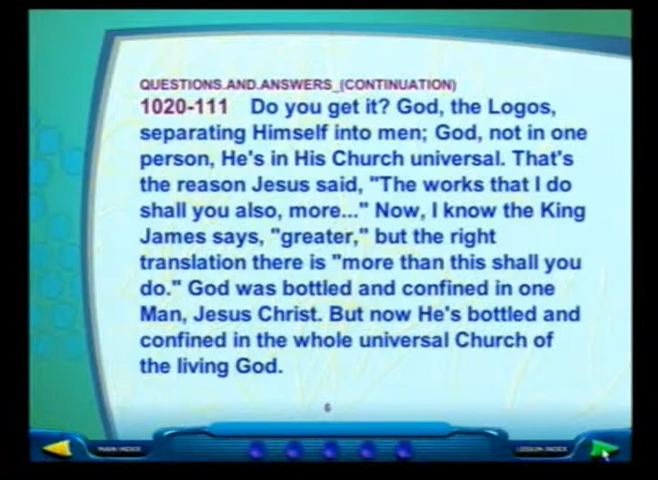 QUESTIONS.AND.ANSWERS_(CONTINUATION)
1020-111 Do you get it? God, the Logos,
separating Himself into men; God, not in one
person, He's in His Church universal. That's
the reason Jesus said, "The works that I do
shall you also, more..." Now, I know the King
James says, "greater," but the right
translation there is "more than this shall you
do." God was bottled and confined in one
Man, Jesus Christ. But now He's bottled and
confined in the whole universal Church of
the living God.
6
MAIN INDEX
LESSON INDEX